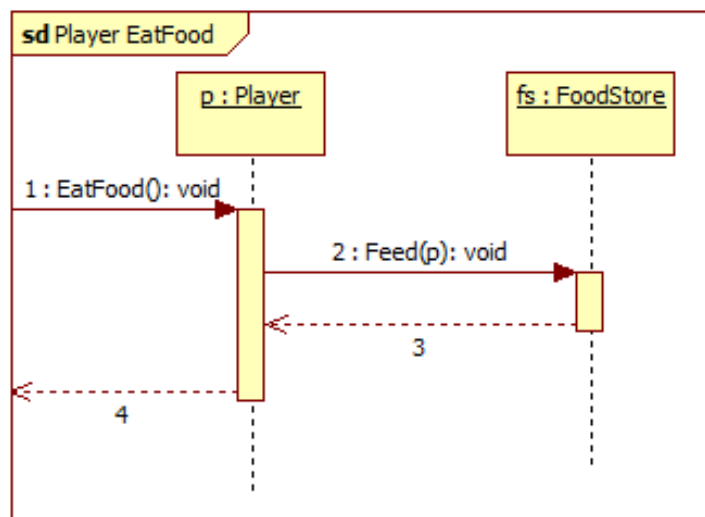 sd Player EatFood
p : Player
fs : FoodStore
1 : EatFood(): void
2 : Feed(p): void
3
4